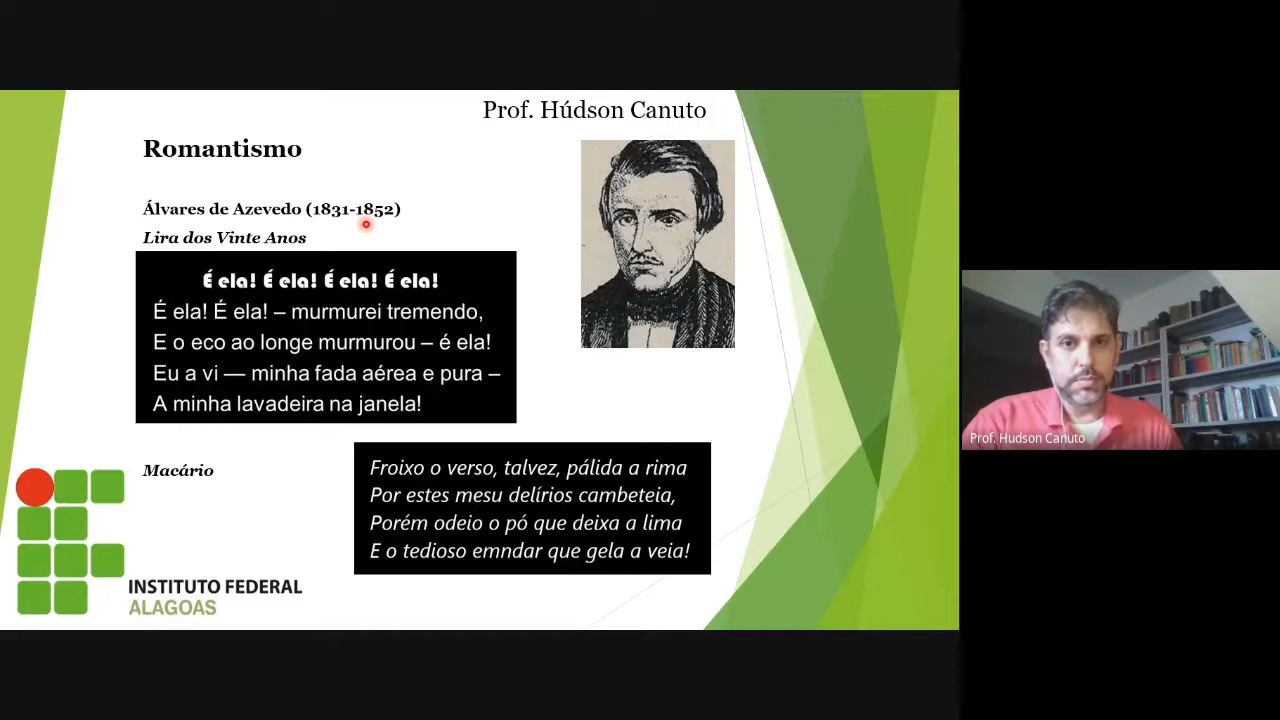 Prof. Húdson Canuto
Romantismo
Álvares de Azevedo (1831-1852)
Lira dos Vinte Anos
É ela! É ela! É ela! É ela!
É ela! É ela! – murmurei tremendo,
E o eco ao longe murmurou – é ela!
Eu a vi — minha fada aérea e pura –
A minha lavadeira na janela!
Macário
Froixo o verso, talvez, pálida a rima
Por estes mesu delírios cambeteia,
Porém odeio o pó que deixa a lima
E o tedioso emndar que gela a veia!
INSTITUTO FEDERAL
ALAGOAS
Prof. Hudson Canuto